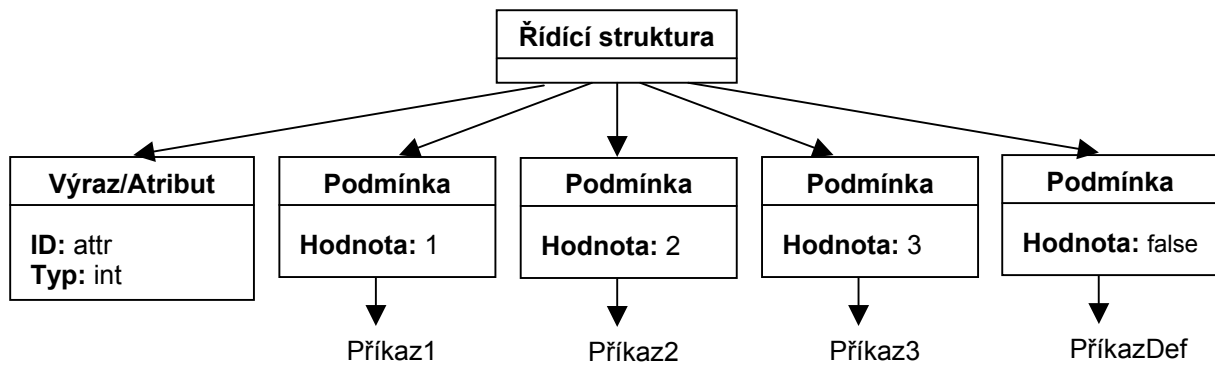 Řídící struktura
Výraz/Atribut
ID: attr
Typ: int
Podmínka
Hodnota: 1
Příkaz1
Podmínka
Hodnota: 2
Příkaz2
Podmínka
Hodnota: 3
Příkaz3
Podmínka
Hodnota: false
PříkazDef